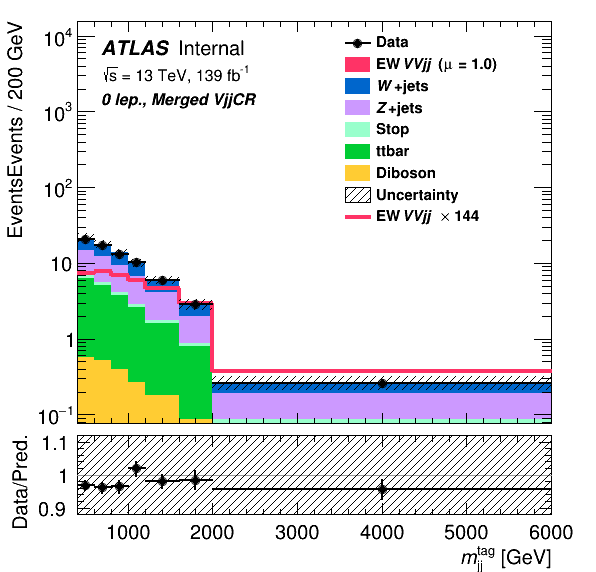 EventsEvents / 200 GeV
10⁴
10³
10²
10
1
10⁻¹
ATLAS Internal
√s = 13 TeV, 139 fb⁻¹
0 lep., Merged VjjCR
Data
EW VVjj (μ = 1.0)
W+jets
Z+jets
Stop
ttbar
Diboson
Uncertainty
EW VVjj × 144
Data/Pred.
1.1
1
0.9
1000 2000 3000 4000 5000 6000
m_jj^tag [GeV]